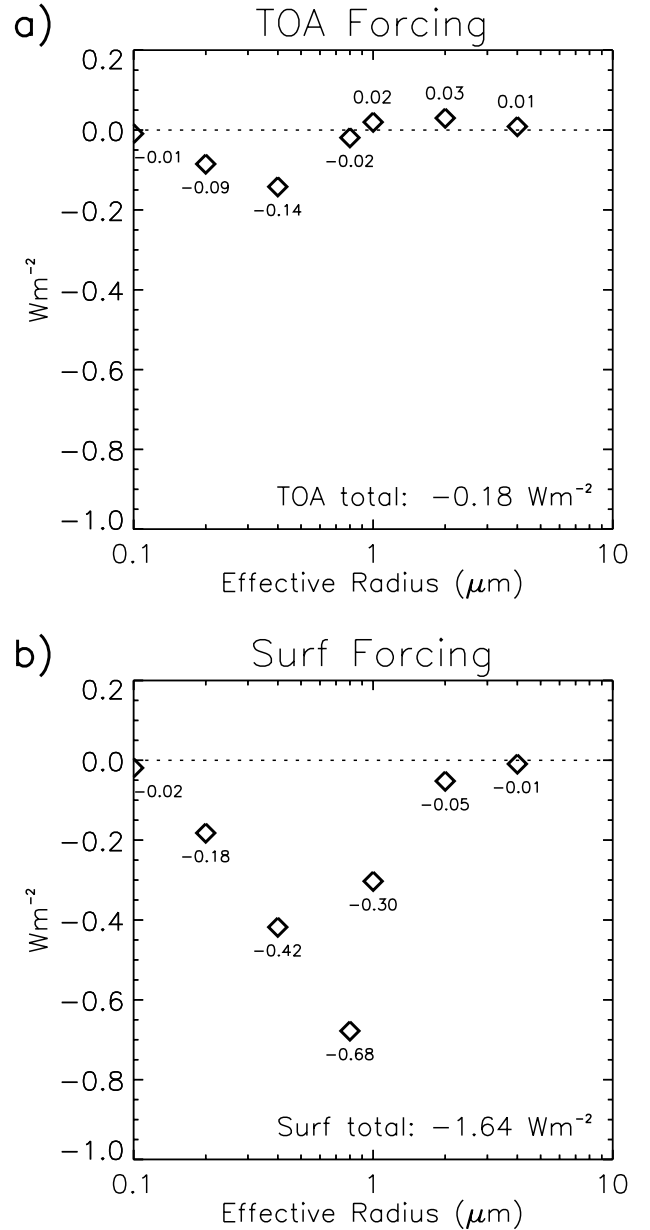 a)
TOA Forcing
0.2
0.0
−0.2
−0.4
−0.6
−0.8
−1.0
Wm⁻²
−0.01
−0.09
−0.14
−0.02
0.02
0.03
0.01
TOA total: −0.18 Wm⁻²
0.1 1 10
Effective Radius (μm)
b)
Surf Forcing
0.2
0.0
−0.2
−0.4
−0.6
−0.8
−1.0
Wm⁻²
−0.02
−0.18
−0.42
−0.68
−0.30
−0.05
−0.01
Surf total: −1.64 Wm⁻²
0.1 1 10
Effective Radius (μm)